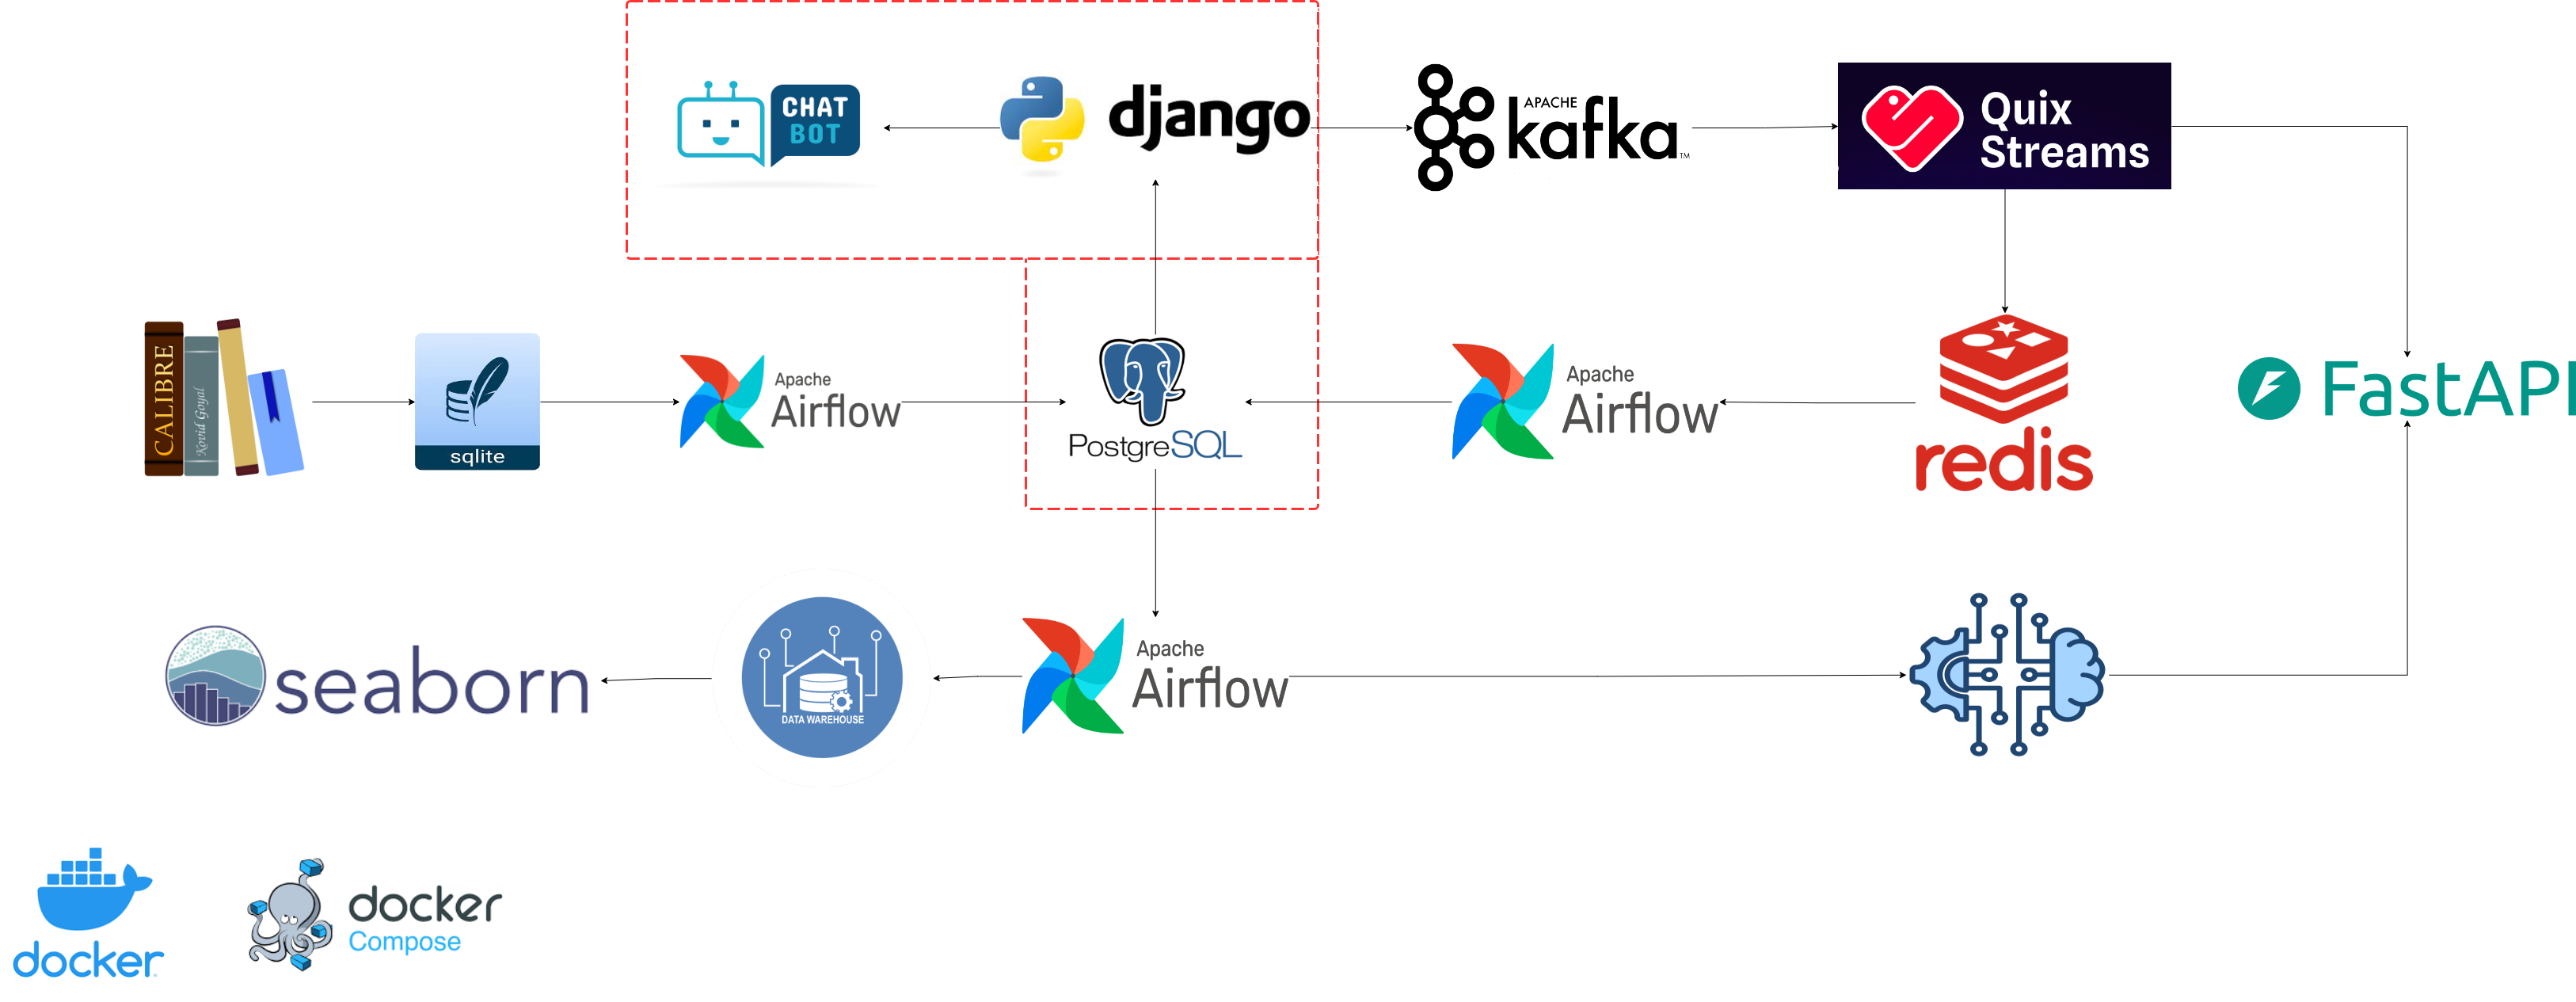 CHAT
BOT
django
APACHE
kafka
TM
Quix
Streams
CALIBRE
Kovid Goyal
sqlite
Apache
Airflow
PostgreSQL
Apache
Airflow
redis
FastAPI
seaborn
DATA WAREHOUSE
Apache
Airflow
docker
docker
Compose